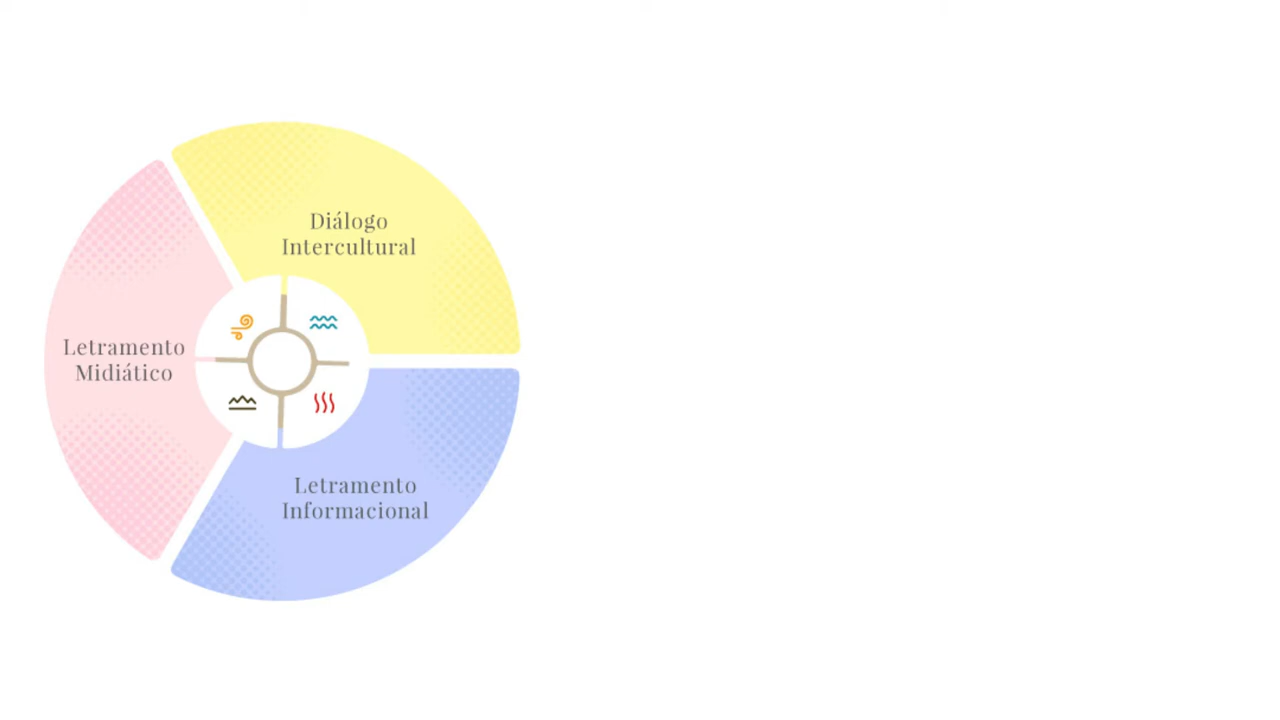 Diálogo
Intercultural
Letramento
Midiático
Letramento
Informacional